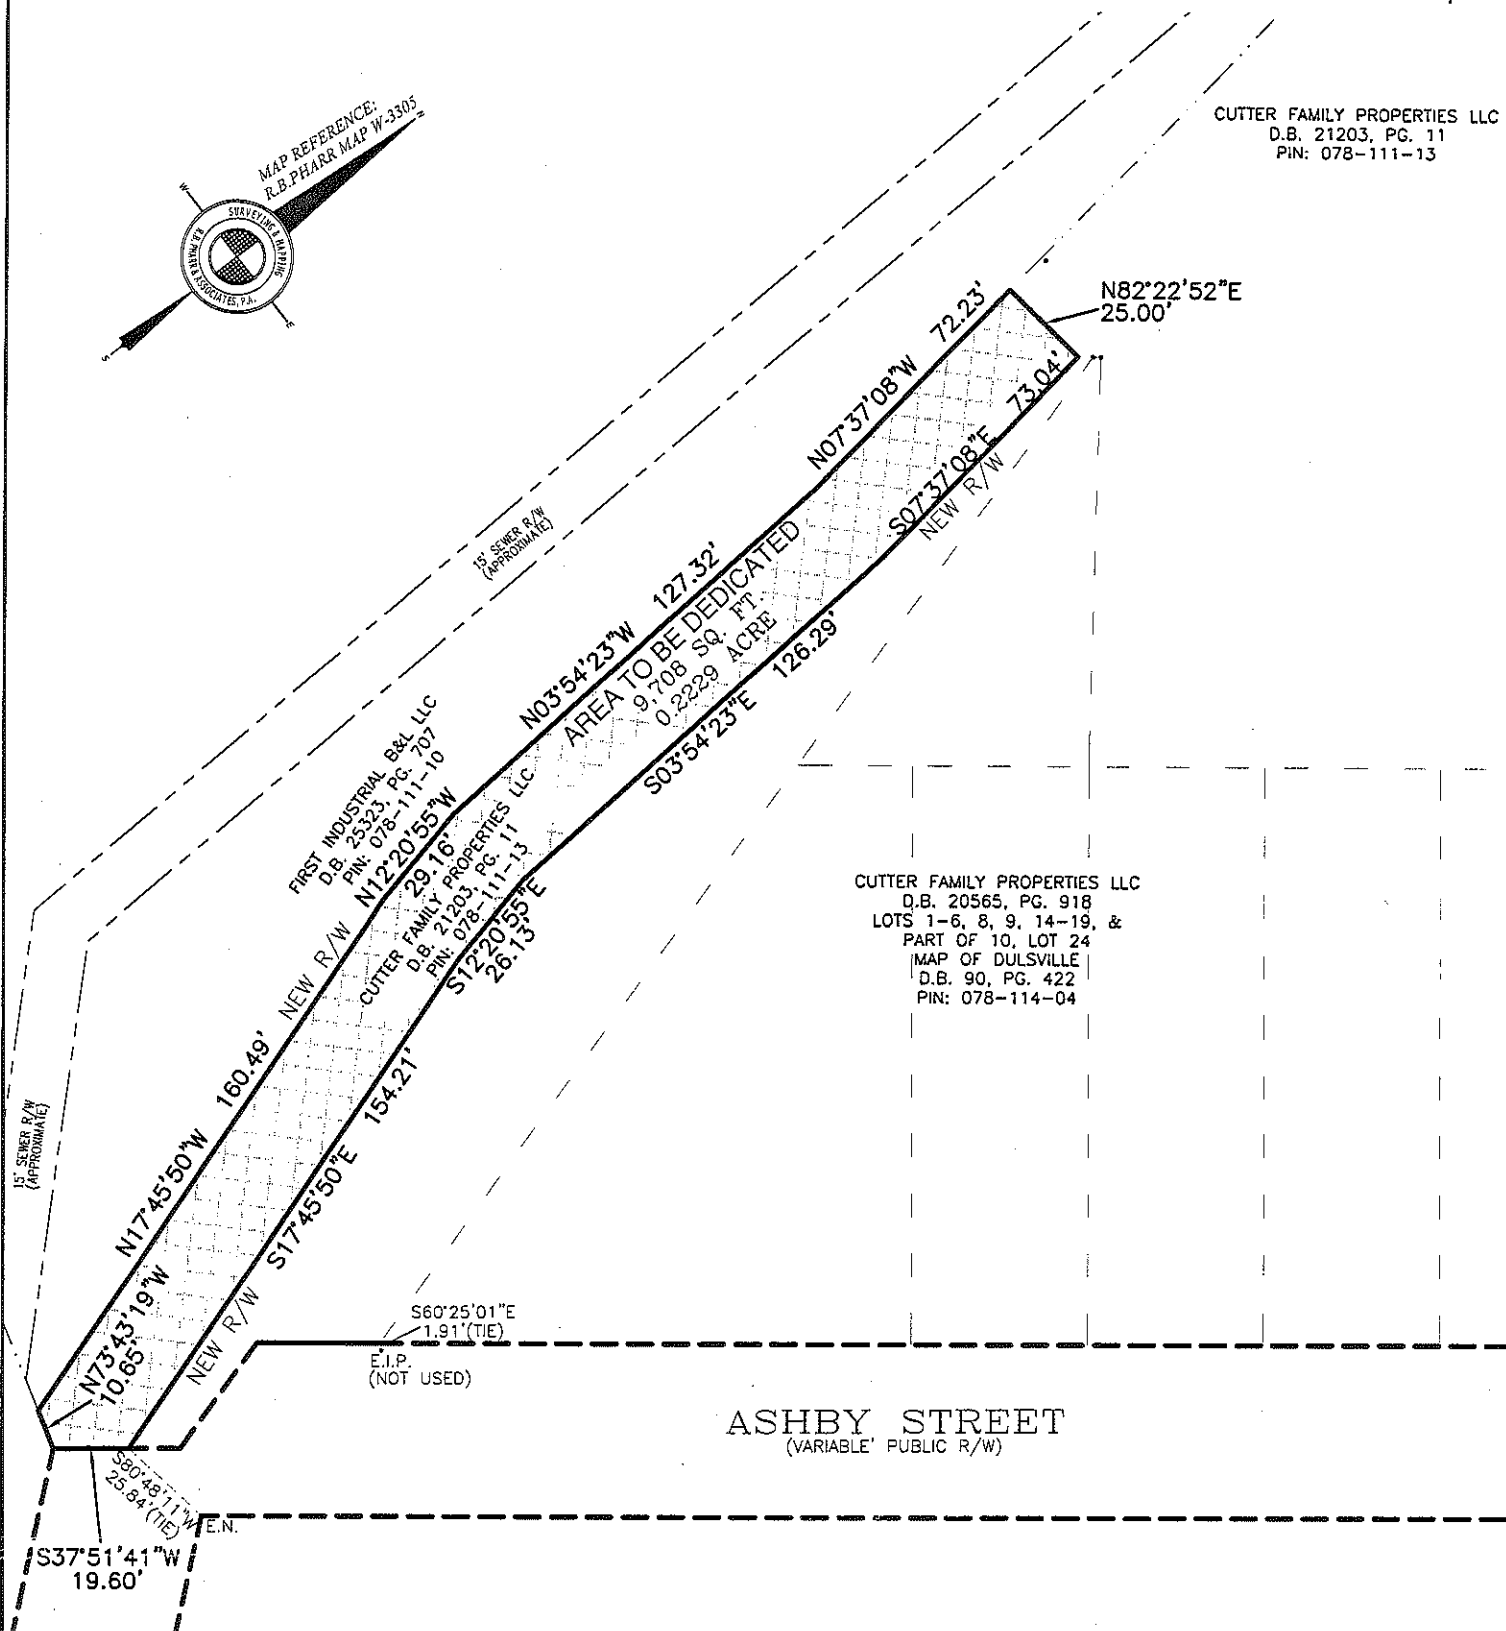 MAP REFERENCE:
R.B.PHARR MAP W-3305
N
W
SURVEYING & MAPPING
R.B. PHARR & ASSOCIATES, P.A.
E
S
CUTTER FAMILY PROPERTIES LLC
D.B. 21203, PG. 11
PIN: 078-111-13
N82°22'52"E
25.00'
N07°37'08"W 72.23'
73.04'
S07°37'08"E
NEW R/W
15' SEWER R/W
(APPROXIMATE)
N03°54'23"W 127.32'
AREA TO BE DEDICATED
9,708 SQ. FT.
0.2229 ACRE
S03°54'23"E 126.29'
FIRST INDUSTRIAL B&L LLC
D.B. 25323, PG. 707
PIN: 078-111-10
N12°20'55"W
29.16'
CUTTER FAMILY PROPERTIES LLC
D.B. 21203, PG. 11
PIN: 078-111-13
S12°20'55"E
26.13'
CUTTER FAMILY PROPERTIES LLC
D.B. 20565, PG. 918
LOTS 1-6, 8, 9, 14-19, &
PART OF 10, LOT 24
MAP OF DULSVILLE
D.B. 90, PG. 422
PIN: 078-114-04
N17°45'50"W 160.49' NEW R/W
NEW R/W S17°45'50"E 154.21'
15' SEWER R/W
(APPROXIMATE)
N73°43'19"W
10.65'
S60°25'01"E
1.91'(TIE)
E.I.P.
(NOT USED)
ASHBY STREET
(VARIABLE' PUBLIC R/W)
S80°48'11"W
25.84'(TIE)
E.N.
S37°51'41"W
19.60'